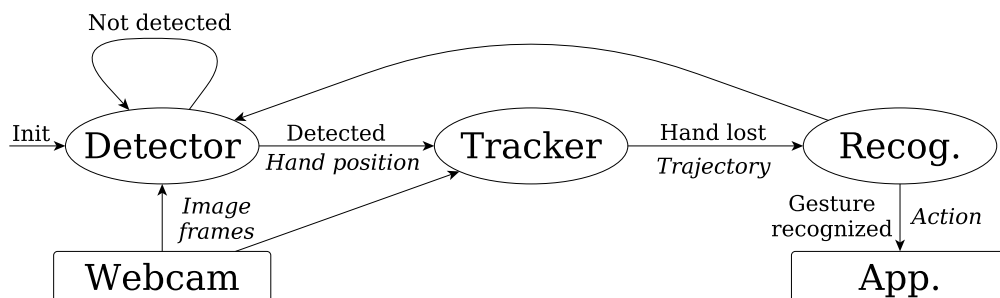 Not detected
Init
Detector
Detected
Hand position
Tracker
Hand lost
Trajectory
Recog.
Image
frames
Gesture
recognized
Action
Webcam
App.